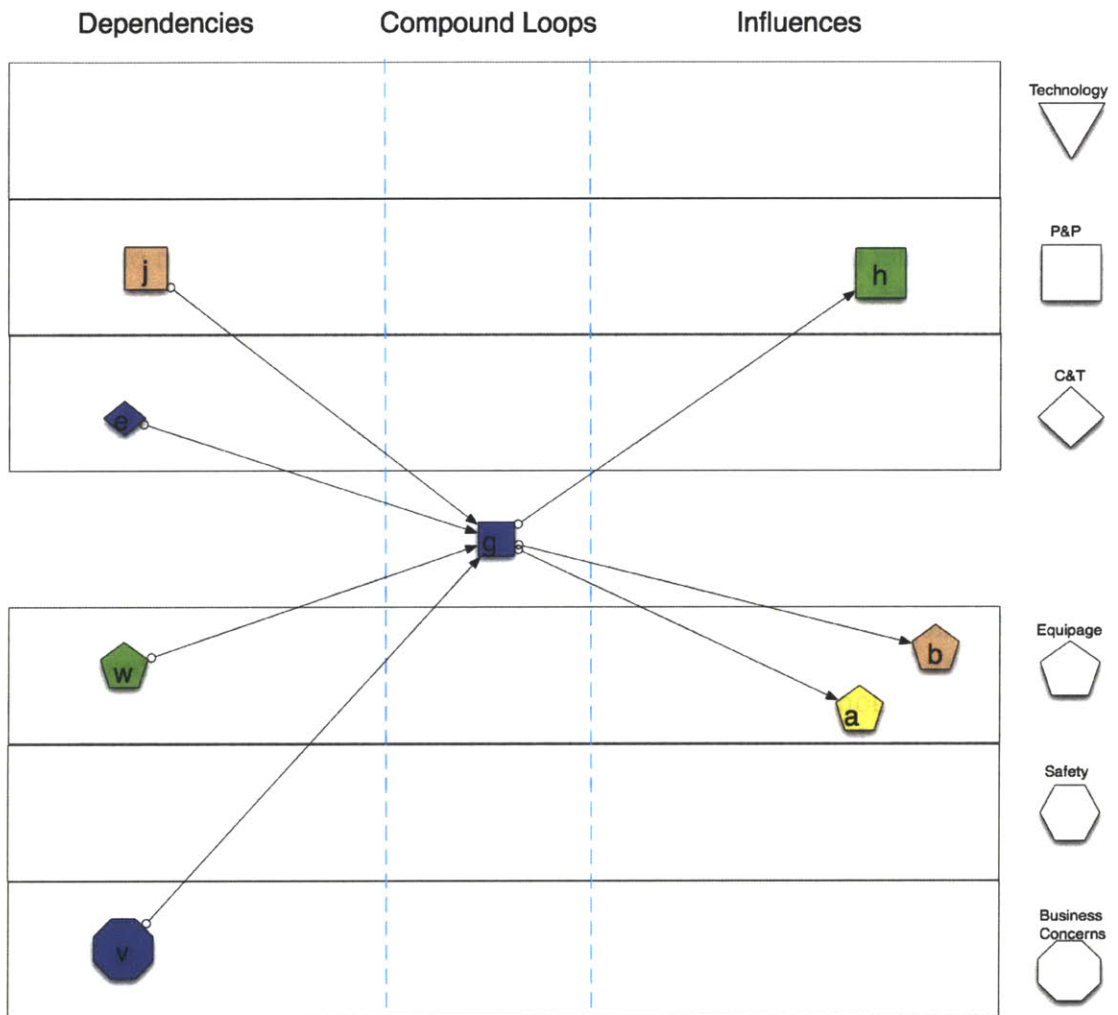 Dependencies
Compound Loops
Influences
Technology
P&P
j
h
C&T
e
g
Equipage
w
b
a
Safety
Business
Concerns
v